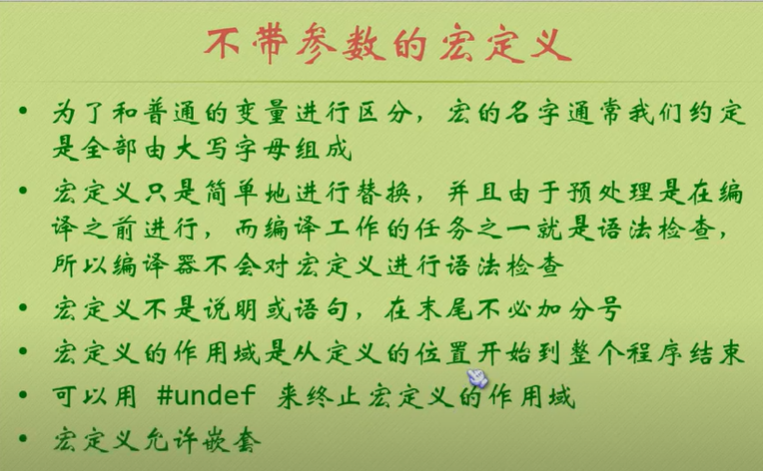 不带参数的宏定义
• 为了和普通的变量进行区分，宏的名字通常我们约定
是全部由大写字母组成
• 宏定义只是简单地进行替换，并且由于预处理是在编
译之前进行，而编译工作的任务之一就是语法检查，
所以编译器不会对宏定义进行语法检查
• 宏定义不是说明或语句，在末尾不必加分号
• 宏定义的作用域是从定义的位置开始到整个程序结束
• 可以用 #undef 来终止宏定义的作用域
• 宏定义允许嵌套